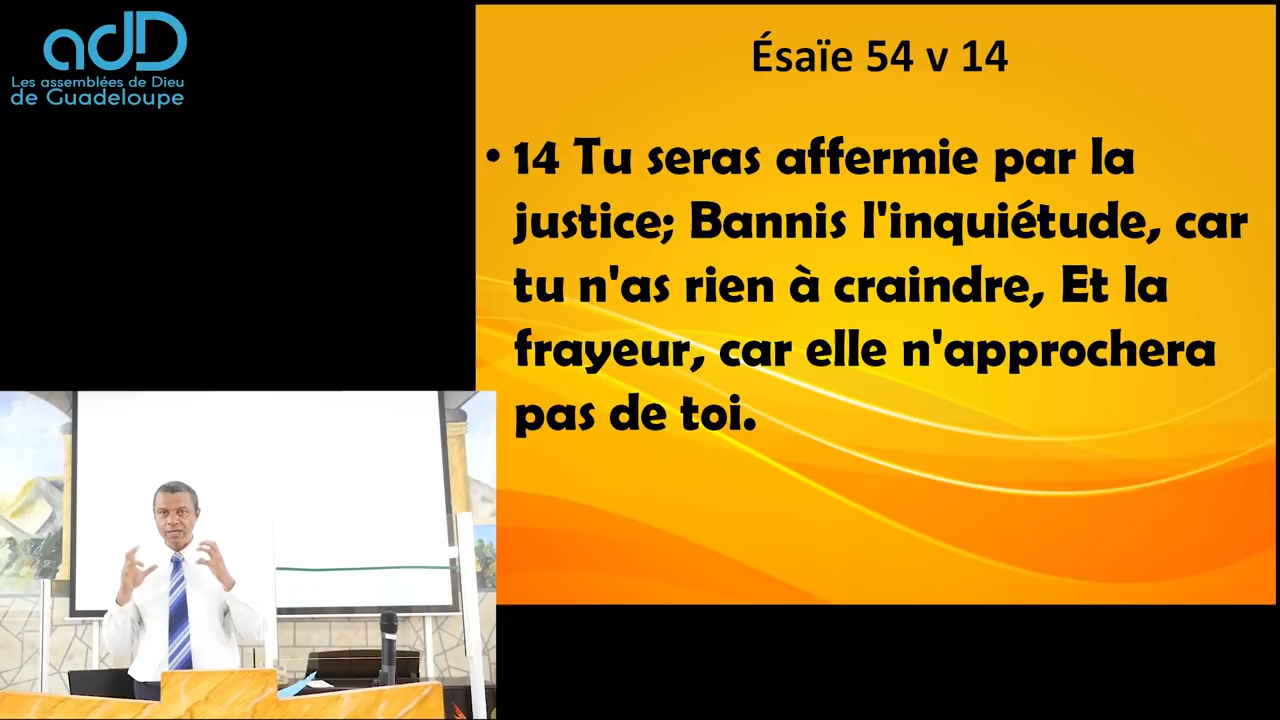 adD
Les assemblées de Dieu
de Guadeloupe
Ésaïe 54 v 14
• 14 Tu seras affermie par la
justice; Bannis l'inquiétude, car
tu n'as rien à craindre, Et la
frayeur, car elle n'approchera
pas de toi.